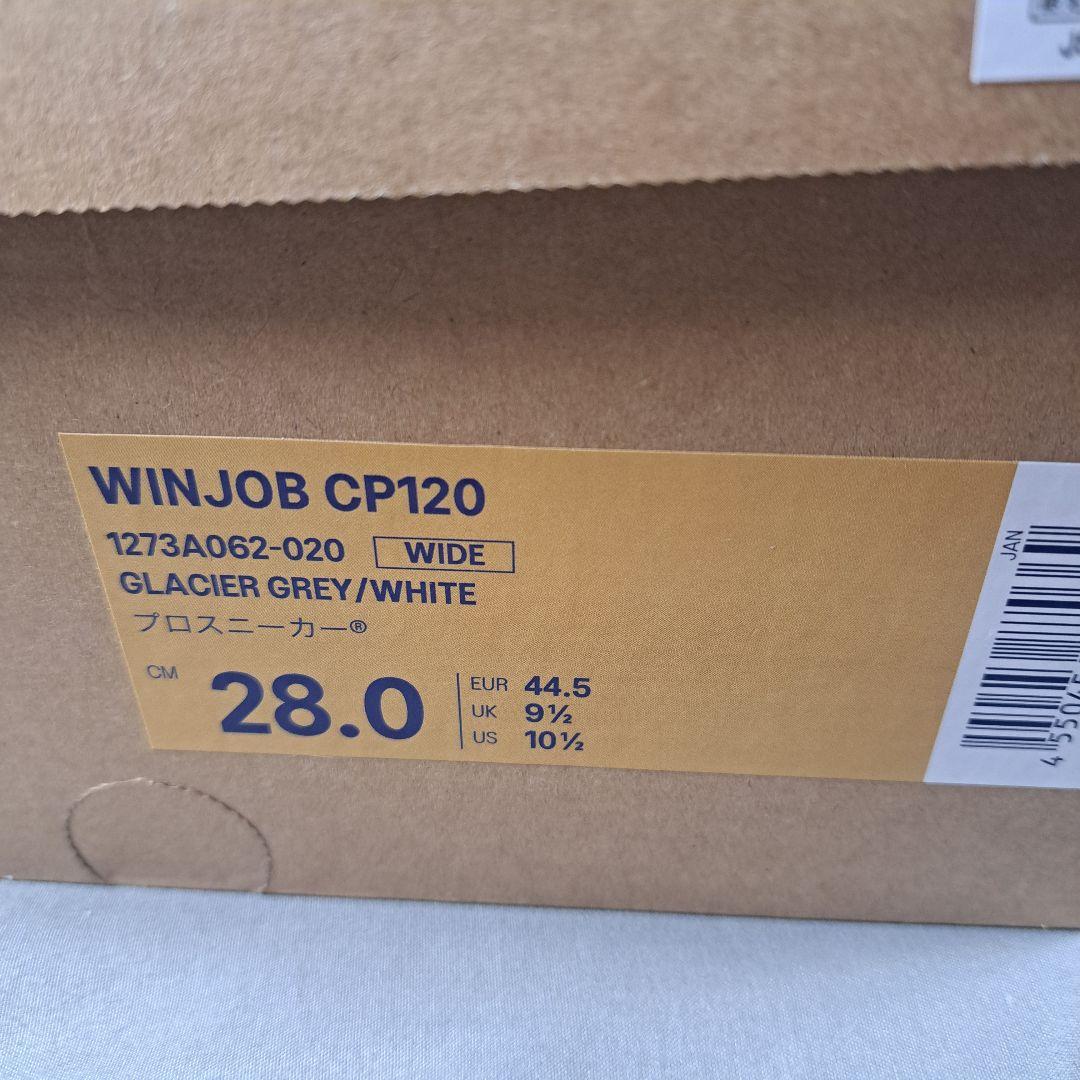 WINJOB CP120
1273A062-020 WIDE
GLACIER GREY/WHITE
プロスニーカー®
CM 28.0
EUR 44.5
UK 9½
US 10½
JAN